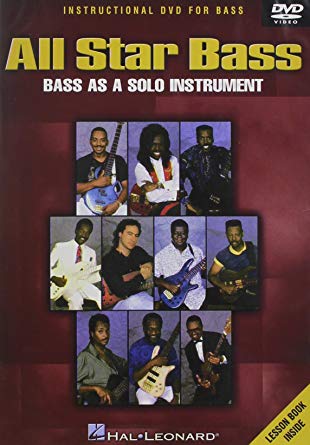 INSTRUCTIONAL DVD FOR BASS
DVD
VIDEO
All Star Bass
BASS AS A SOLO INSTRUMENT
LESSON BOOK
INSIDE
HAL•LEONARD®